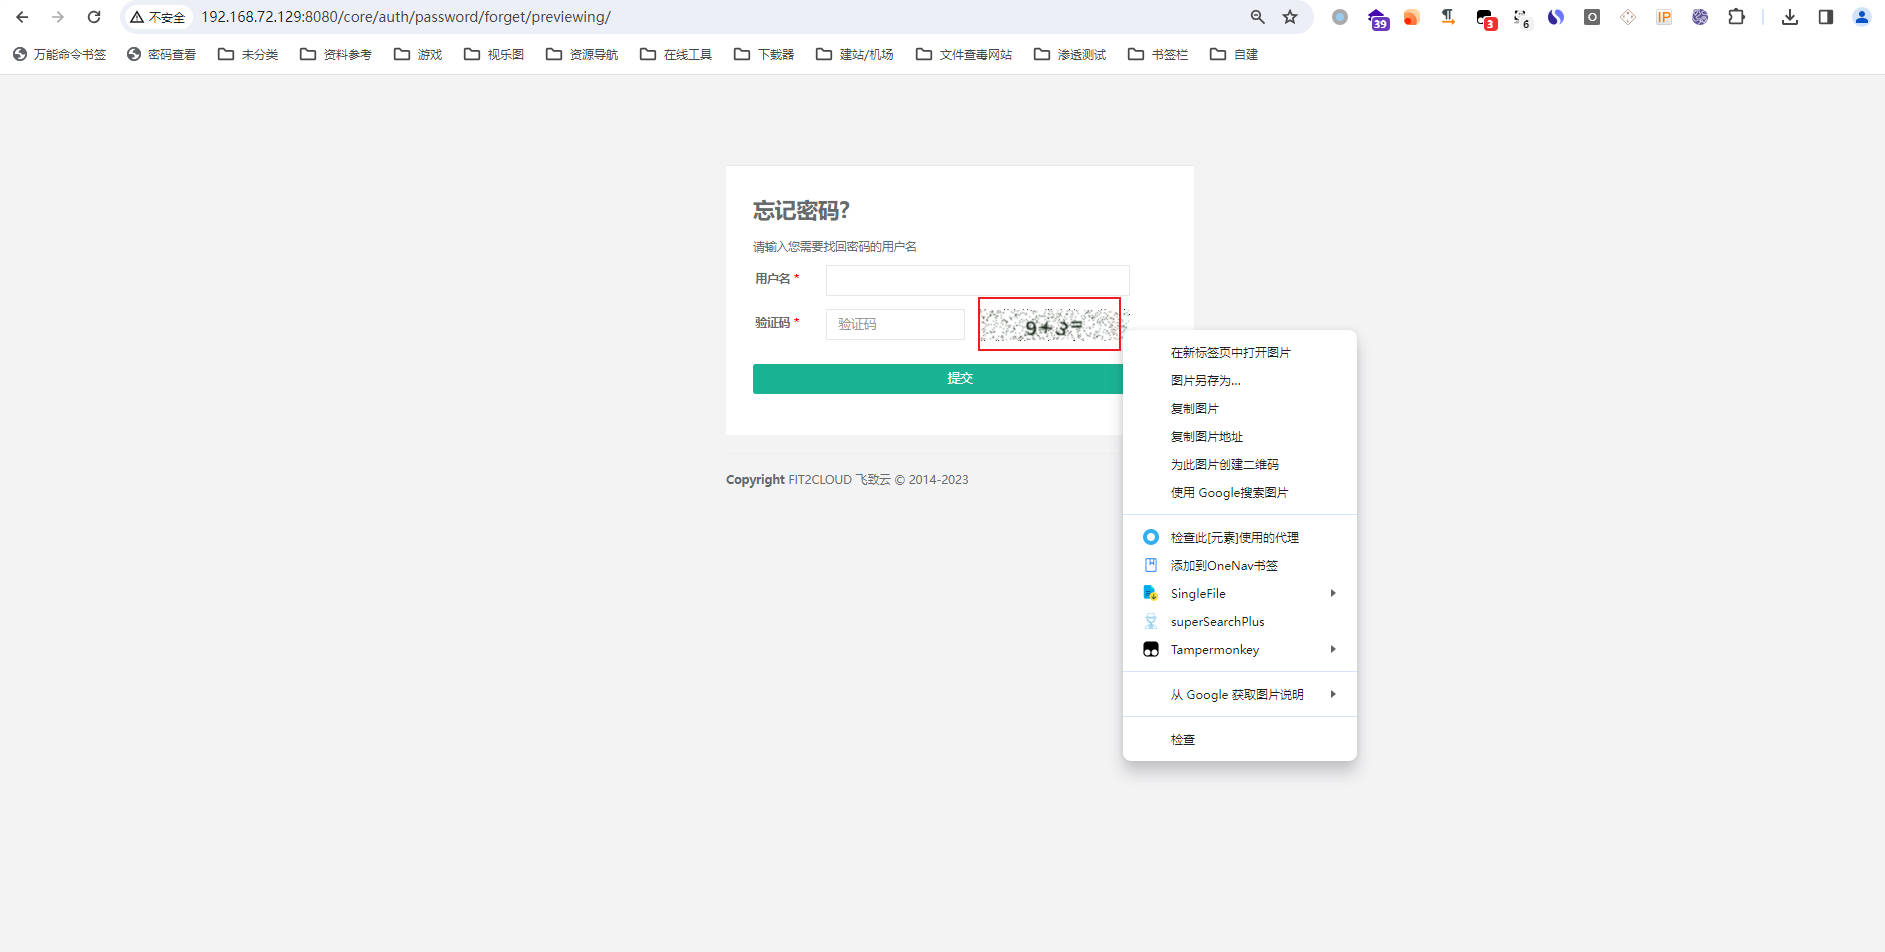 不安全 192.168.72.129:8080/core/auth/password/forget/previewing/ 39 3 6 O IP
万能命令书签 密码查看 未分类 资料参考 游戏 视乐图 资源导航 在线工具 下载器 建站/机场 文件查毒网站 渗透测试 书签栏 自建
忘记密码?
请输入您需要找回密码的用户名
用户名 *
验证码 * 验证码 9+3=
提交
Copyright FIT2CLOUD 飞致云 © 2014-2023
在新标签页中打开图片
图片另存为...
复制图片
复制图片地址
为此图片创建二维码
使用 Google搜索图片
检查此[元素]使用的代理
添加到OneNav书签
SingleFile
superSearchPlus
Tampermonkey
从 Google 获取图片说明
检查